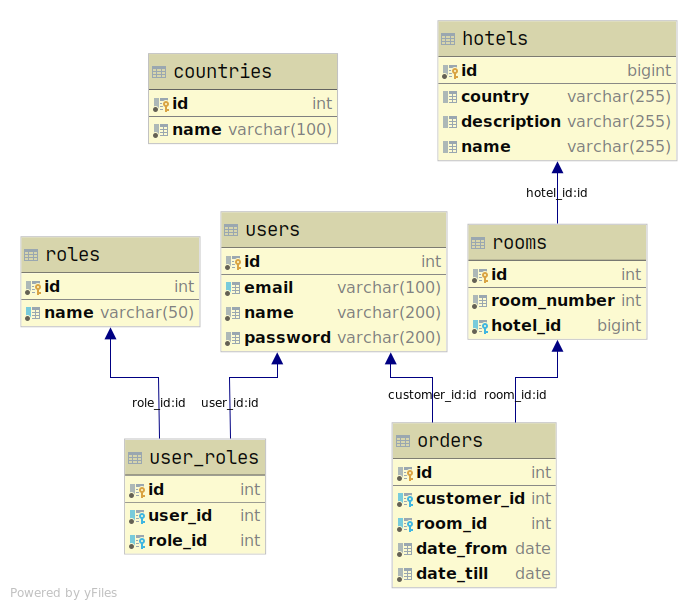 hotels
id bigint
country varchar(255)
description varchar(255)
name varchar(255)
countries
id int
name varchar(100)
hotel_id:id
users
id int
email varchar(100)
name varchar(200)
password varchar(200)
rooms
id int
room_number int
hotel_id bigint
roles
id int
name varchar(50)
role_id:id
user_id:id
customer_id:id
room_id:id
user_roles
id int
user_id int
role_id int
orders
id int
customer_id int
room_id int
date_from date
date_till date
Powered by yFiles